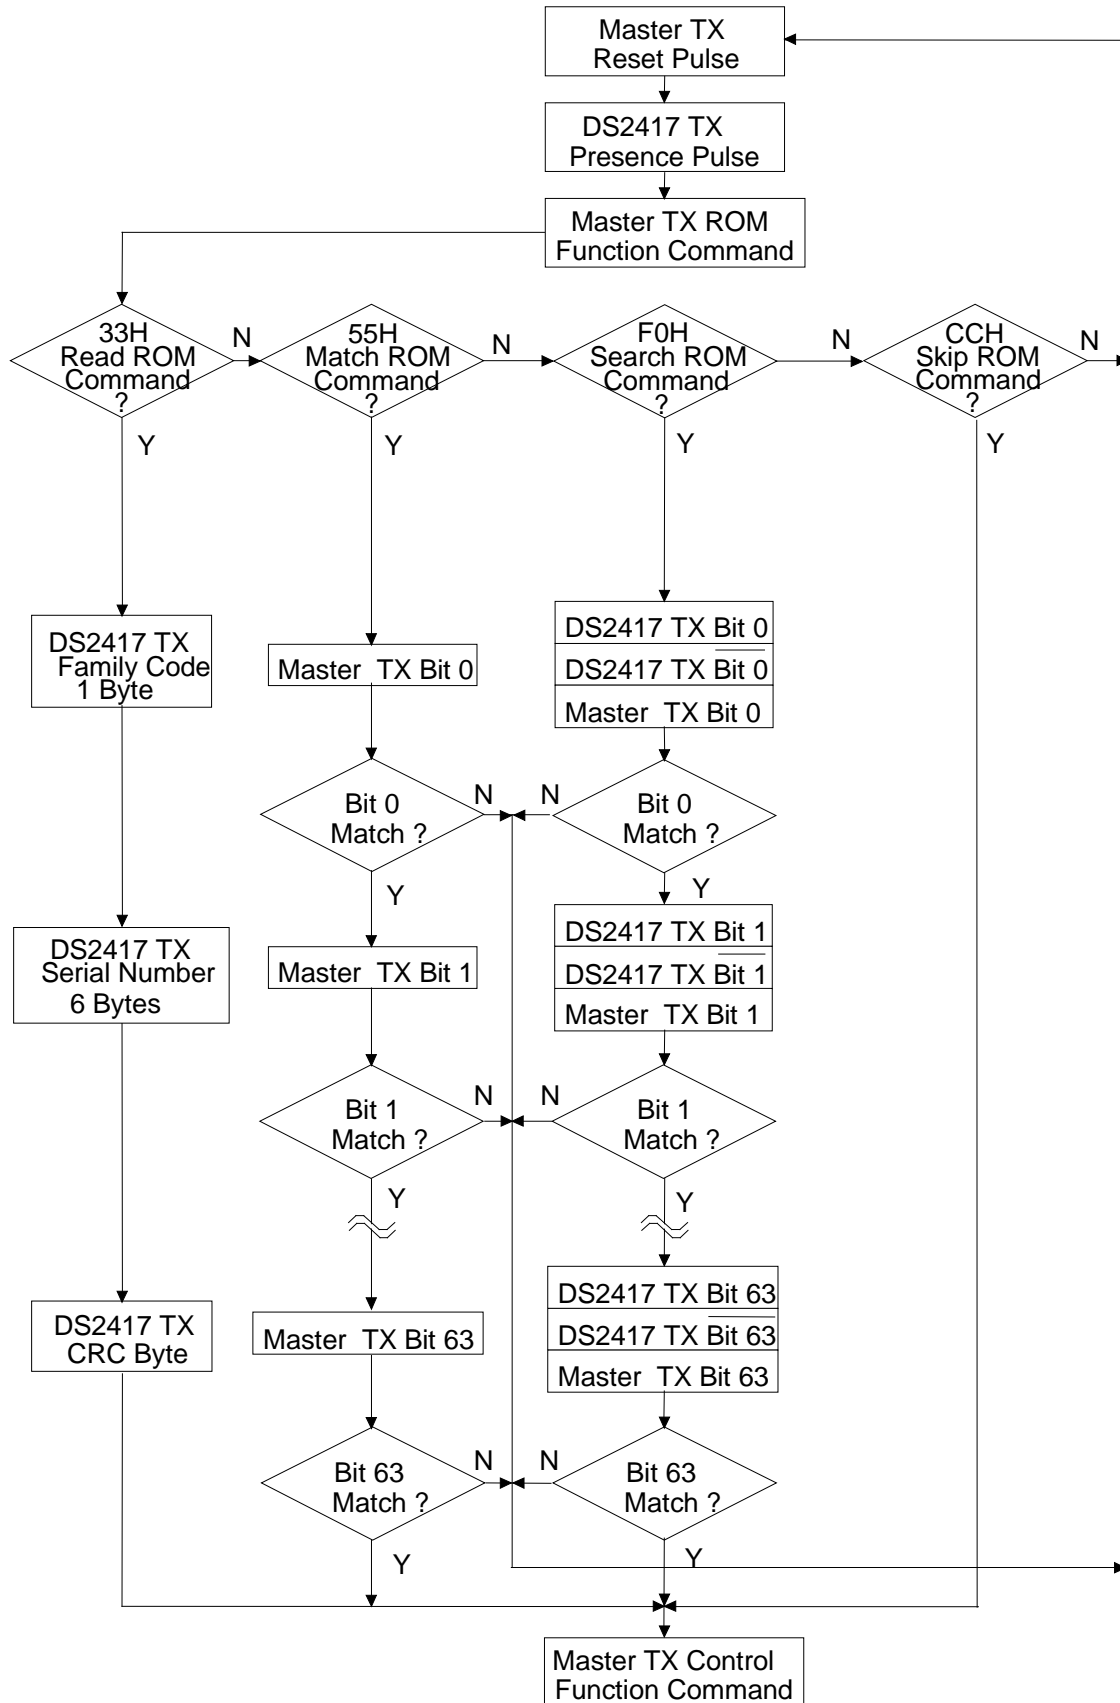 Master TX
Reset Pulse
DS2417 TX
Presence Pulse
Master TX ROM
Function Command
33H
Read ROM
Command
?
N
55H
Match ROM
Command
?
N
F0H
Search ROM
Command
?
N
CCH
Skip ROM
Command
?
N
Y
Y
Y
Y
DS2417 TX
Family Code
1 Byte
Master TX Bit 0
DS2417 TX Bit 0
DS2417 TX Bit 0
Master TX Bit 0
Bit 0
Match ?
N
N
Bit 0
Match ?
Y
Y
DS2417 TX
Serial Number
6 Bytes
Master TX Bit 1
DS2417 TX Bit 1
DS2417 TX Bit 1
Master TX Bit 1
Bit 1
Match ?
N
N
Bit 1
Match ?
Y
Y
DS2417 TX
CRC Byte
Master TX Bit 63
DS2417 TX Bit 63
DS2417 TX Bit 63
Master TX Bit 63
Bit 63
Match ?
N
N
Bit 63
Match ?
Y
Y
Master TX Control
Function Command